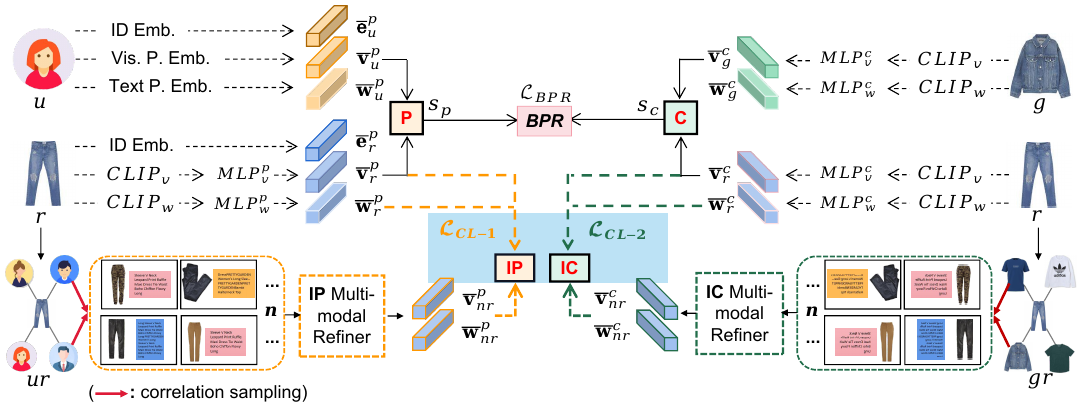 ID Emb.
Vis. P. Emb.
Text P. Emb.
u
ē_u^p
v̄_u^p
w̄_u^p
P
s_p
L_BPR
BPR
s_c
C
v̄_g^c
w̄_g^c
MLP_v^c
CLIP_v
MLP_w^c
CLIP_w
g
ID Emb.
CLIP_v
MLP_v^p
CLIP_w
MLP_w^p
r
ē_r^p
v̄_r^p
w̄_r^p
v̄_r^c
w̄_r^c
MLP_v^c
CLIP_v
MLP_w^c
CLIP_w
r
L_CL-1
L_CL-2
IP
IC
ur
... n
...
IP Multi-
modal
Refiner
v̄_nr^p
w̄_nr^p
v̄_nr^c
w̄_nr^c
IC Multi-
modal
Refiner
n ...
...
adidas
gr
(→: correlation sampling)